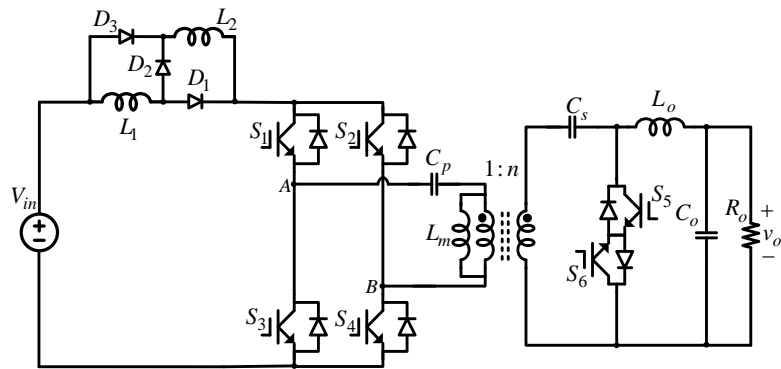 D3
L2
D2
D1
L1
S1
S2
Cs
Lo
A
Cp
1:n
Vin
+
−
Lm
S5
Co
Ro
+
vo
−
B
S6
S3
S4